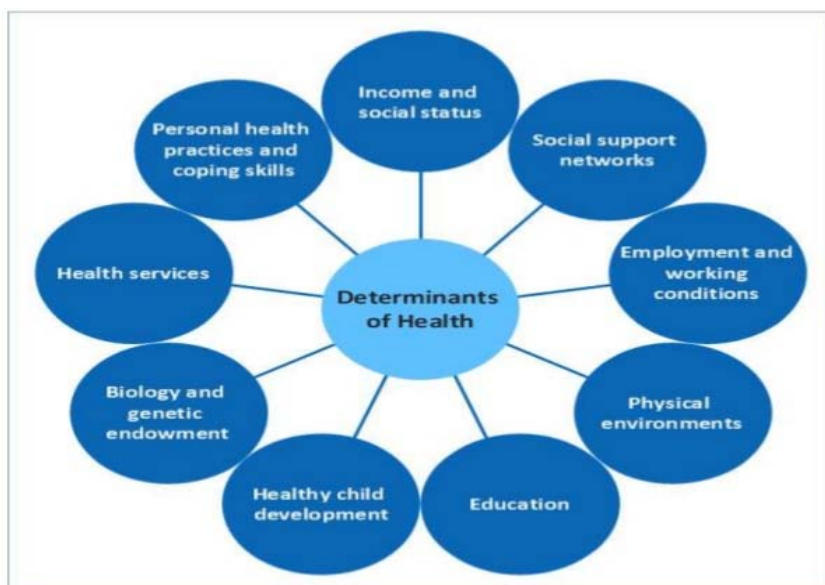 Determinants
of Health
Income and
social status
Social support
networks
Employment and
working
conditions
Physical
environments
Education
Healthy child
development
Biology and
genetic
endowment
Health services
Personal health
practices and
coping skills